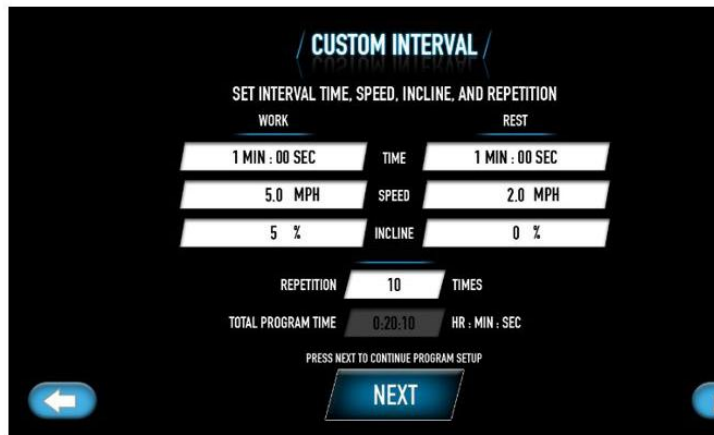 CUSTOM INTERVAL
SET INTERVAL TIME, SPEED, INCLINE, AND REPETITION
WORK REST
1 MIN : 00 SEC TIME 1 MIN : 00 SEC
5.0 MPH SPEED 2.0 MPH
5 % INCLINE 0 %
REPETITION 10 TIMES
TOTAL PROGRAM TIME 0:20:10 HR : MIN : SEC
PRESS NEXT TO CONTINUE PROGRAM SETUP
NEXT